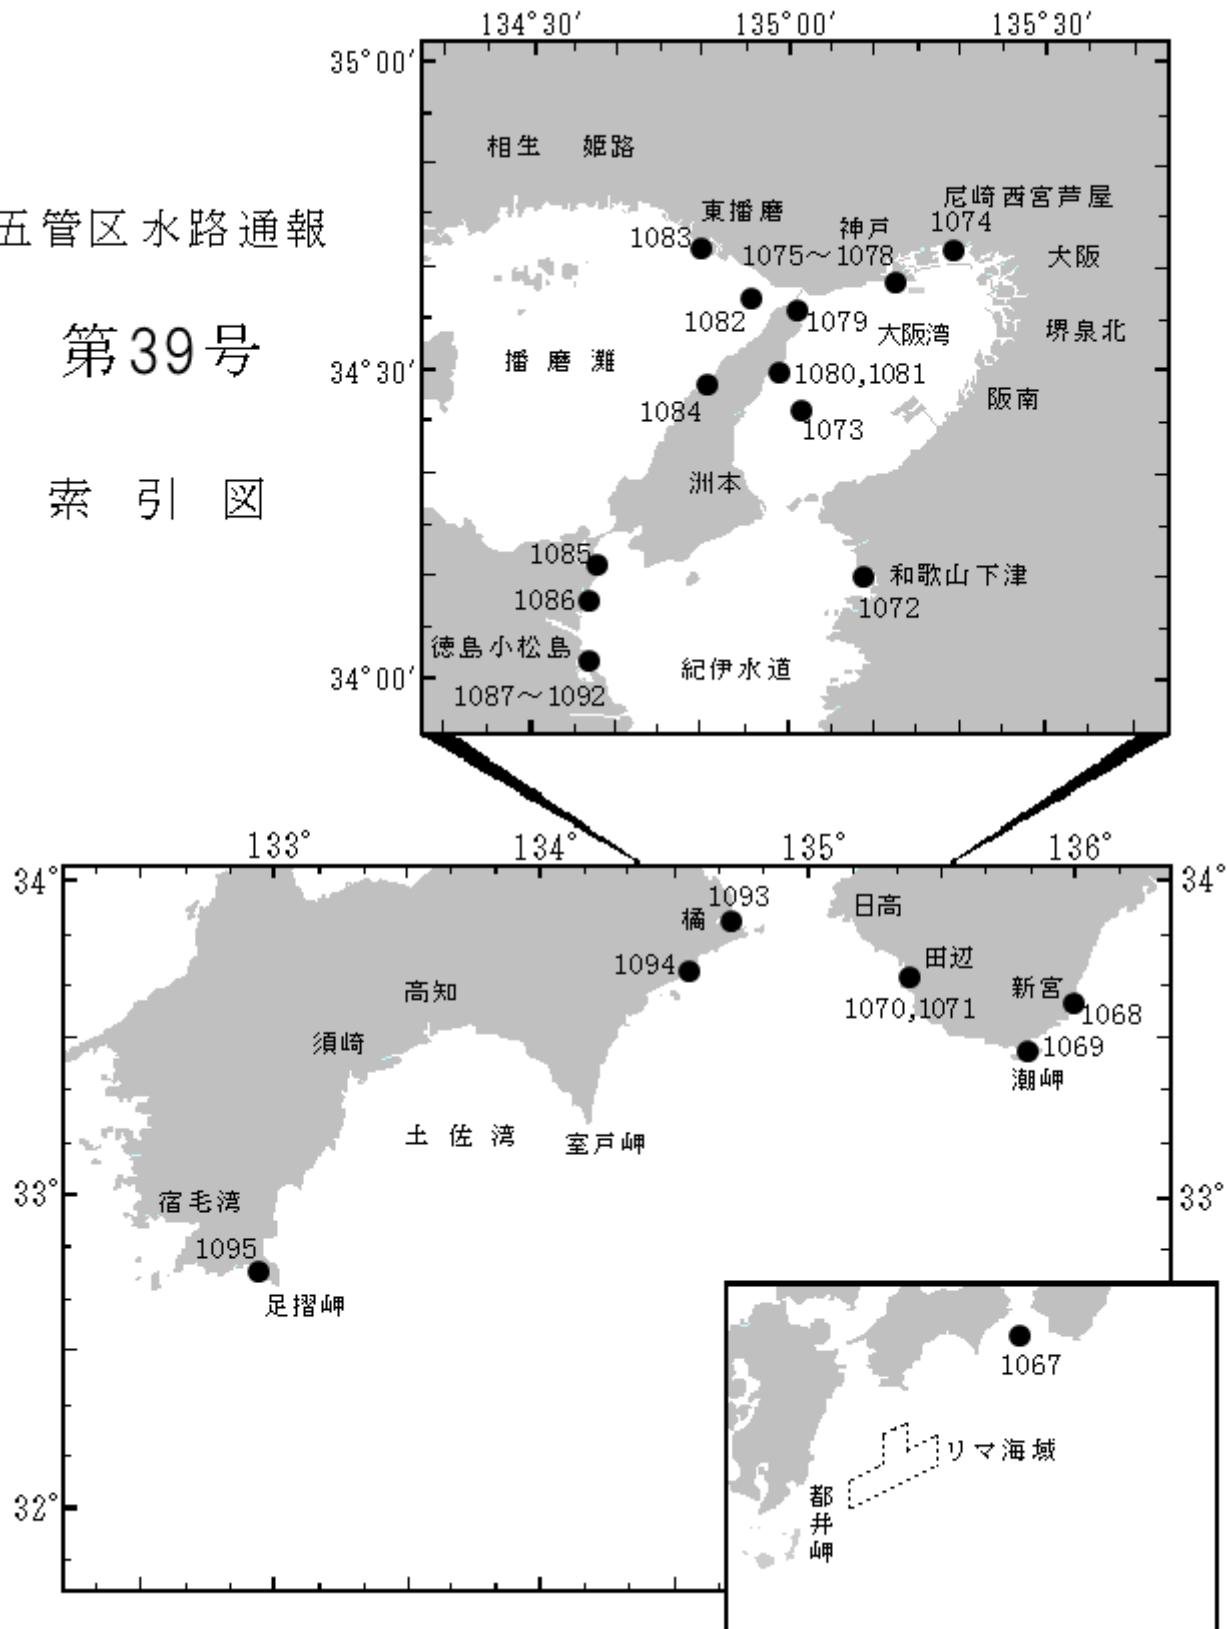 五管区水路通報
第39号
索引図
134°30′ 135°00′ 135°30′
35°00′
34°30′
34°00′
相生 姫路
東播磨
神戸
尼崎西宮芦屋
1074
1083
1075～1078
大阪
1082
1079
大阪湾
堺泉北
播磨灘
1080,1081
1084
1073
阪南
洲本
1085
1086
和歌山下津
1072
徳島小松島
紀伊水道
1087～1092
133° 134° 135° 136°
34° 34°
1093
橘
日高
1094
田辺
高知
新宮
1070,1071
1068
須崎
1069
潮岬
土佐湾
室戸岬
33° 33°
宿毛湾
1095
足摺岬
32°
1067
リマ海域
都井岬